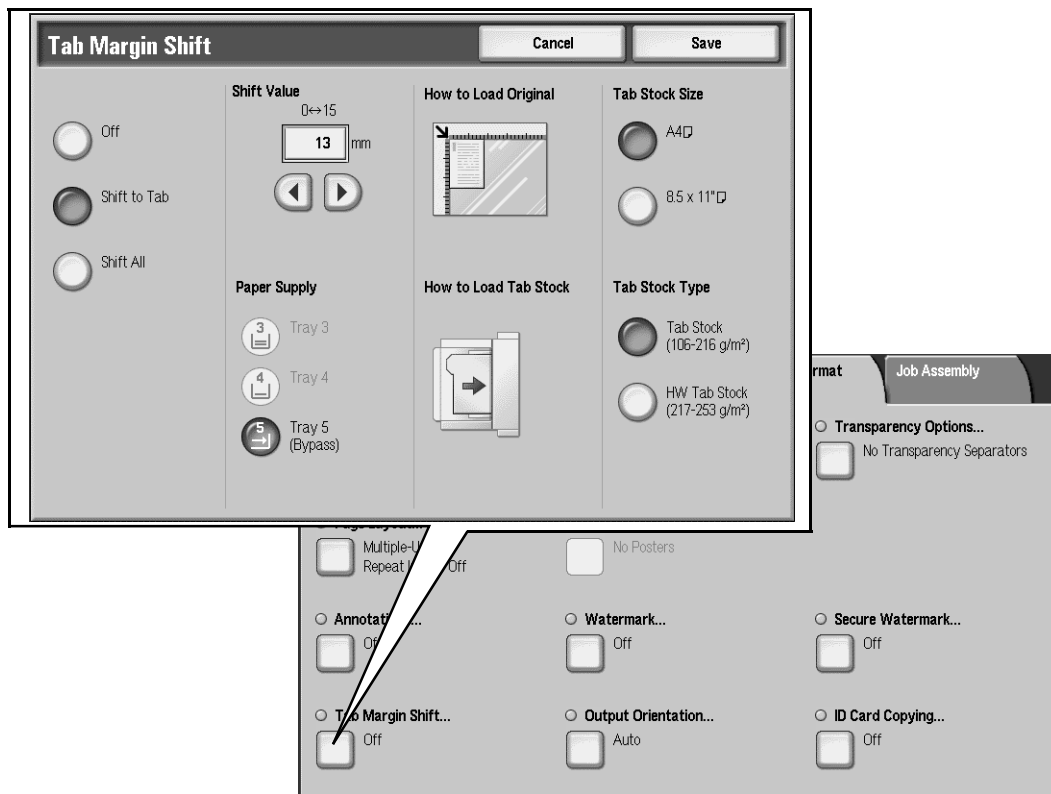 Tab Margin Shift
Cancel
Save
Off
Shift to Tab
Shift All
Shift Value
0↔15
13 mm
Paper Supply
3 Tray 3
4 Tray 4
5 Tray 5
(Bypass)
How to Load Original
How to Load Tab Stock
Tab Stock Size
A4
8.5 x 11"
Tab Stock Type
Tab Stock
(106-216 g/m²)
HW Tab Stock
(217-253 g/m²)
rmat
Job Assembly
Transparency Options...
No Transparency Separators
Multiple-U
Repeat Off
No Posters
Annotati...
Off
Watermark...
Off
Secure Watermark...
Off
Tab Margin Shift...
Off
Output Orientation...
Auto
ID Card Copying...
Off